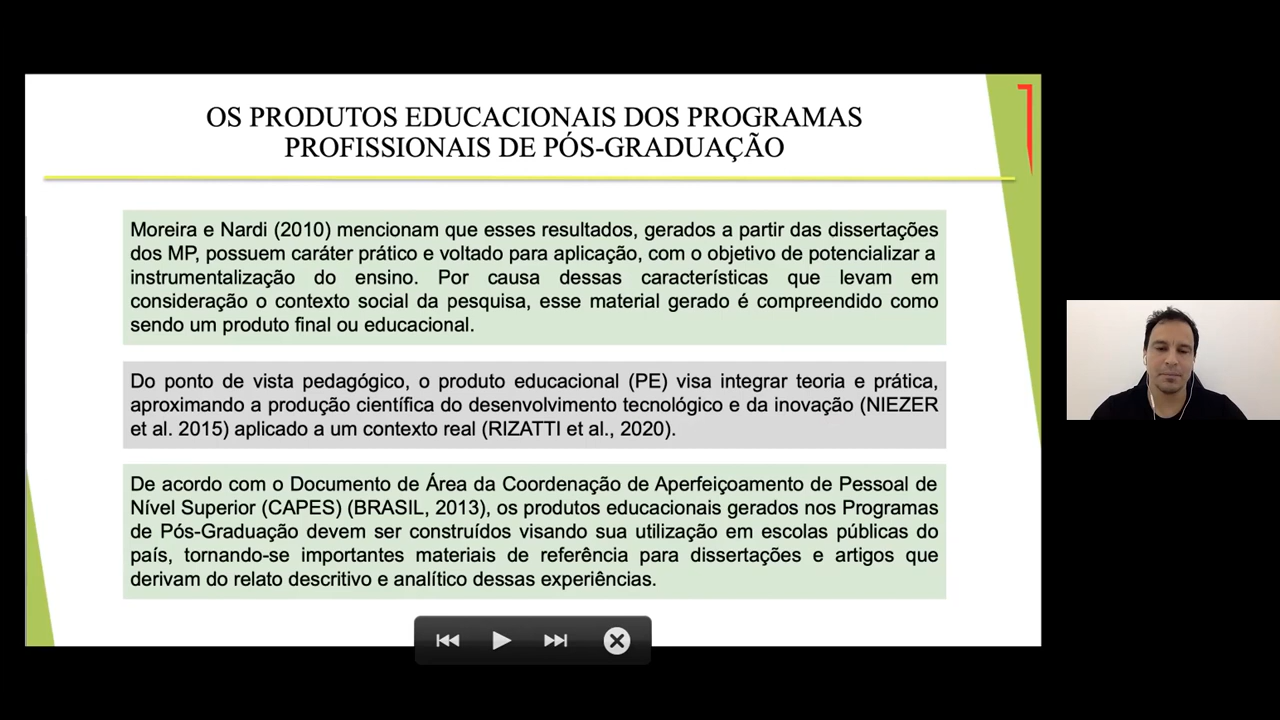 OS PRODUTOS EDUCACIONAIS DOS PROGRAMAS
PROFISSIONAIS DE PÓS-GRADUAÇÃO
Moreira e Nardi (2010) mencionam que esses resultados, gerados a partir das dissertações
dos MP, possuem caráter prático e voltado para aplicação, com o objetivo de potencializar a
instrumentalização do ensino. Por causa dessas características que levam em
consideração o contexto social da pesquisa, esse material gerado é compreendido como
sendo um produto final ou educacional.
Do ponto de vista pedagógico, o produto educacional (PE) visa integrar teoria e prática,
aproximando a produção científica do desenvolvimento tecnológico e da inovação (NIEZER
et al. 2015) aplicado a um contexto real (RIZATTI et al., 2020).
De acordo com o Documento de Área da Coordenação de Aperfeiçoamento de Pessoal de
Nível Superior (CAPES) (BRASIL, 2013), os produtos educacionais gerados nos Programas
de Pós-Graduação devem ser construídos visando sua utilização em escolas públicas do
país, tornando-se importantes materiais de referência para dissertações e artigos que
derivam do relato descritivo e analítico dessas experiências.